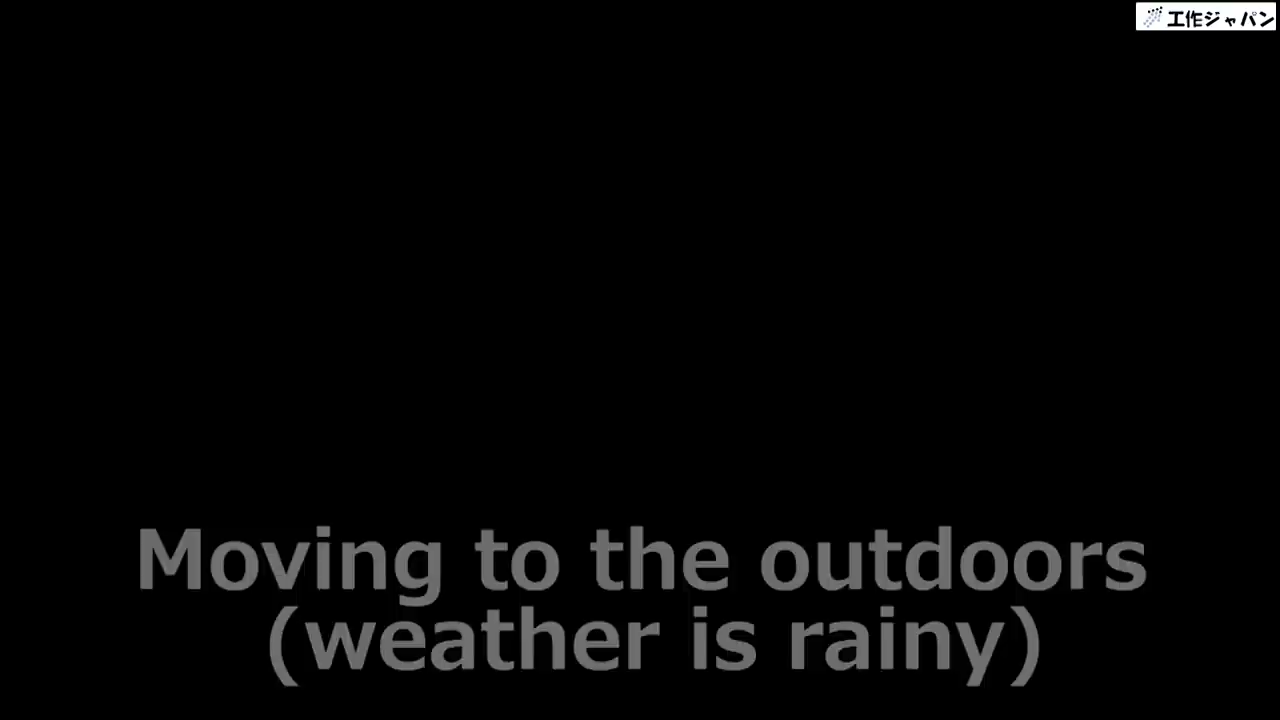 工作ジャパン
Moving to the outdoors
(weather is rainy)